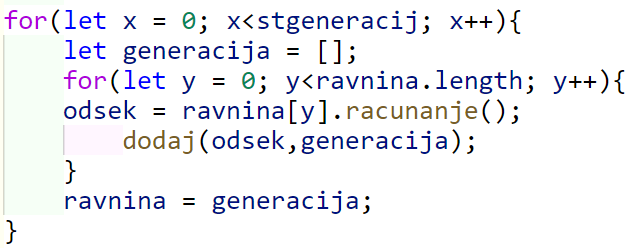 for(let x = 0; x<stgeneracij; x++){
    let generacija = [];
    for(let y = 0; y<ravnina.length; y++){
    odsek = ravnina[y].racunanje();
        dodaj(odsek,generacija);
    }
    ravnina = generacija;
}